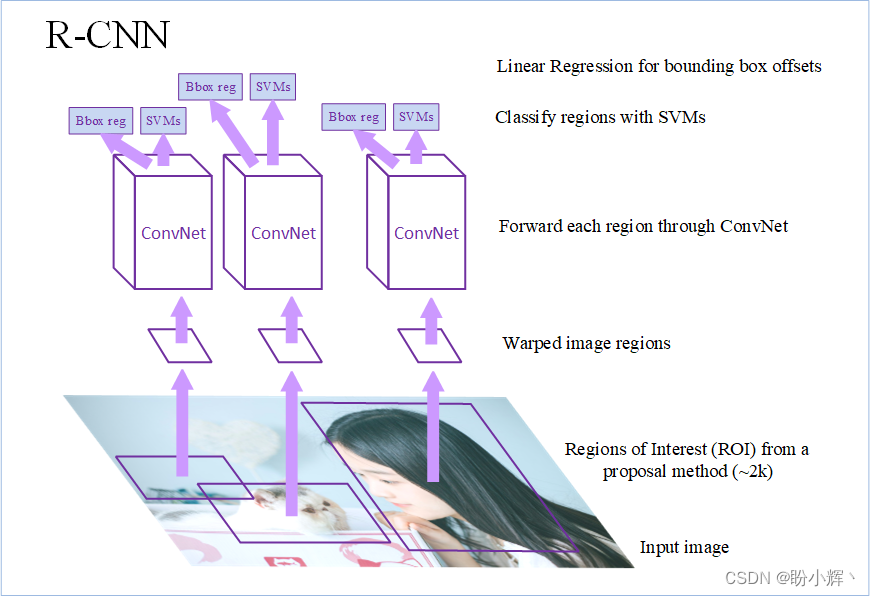 R-CNN
Linear Regression for bounding box offsets
Bbox reg
SVMs
Classify regions with SVMs
Bbox reg
SVMs
Bbox reg
SVMs
ConvNet
ConvNet
ConvNet
Forward each region through ConvNet
Warped image regions
Regions of Interest (ROI) from a
proposal method (~2k)
Input image
CSDN @盼小辉丶